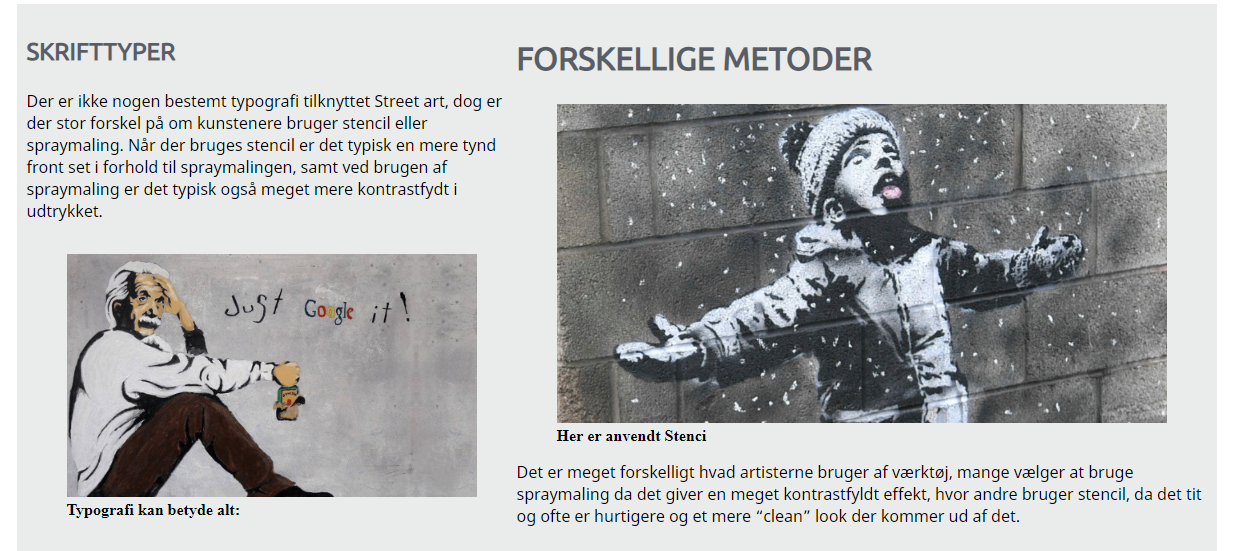 SKRIFTTYPER
Der er ikke nogen bestemt typografi tilknyttet Street art, dog er
der stor forskel på om kunstenere bruger stencil eller
spraymaling. Når der bruges stencil er det typisk en mere tynd
front set i forhold til spraymalingen, samt ved brugen af
spraymaling er det typisk også meget mere kontrastfydt i
udtrykket.
Just Google it!
Typografi kan betyde alt:
FORSKELLIGE METODER
Her er anvendt Stenci
Det er meget forskelligt hvad artisterne bruger af værktøj, mange vælger at bruge
spraymaling da det giver en meget kontrastfyldt effekt, hvor andre bruger stencil, da det tit
og ofte er hurtigere og et mere “clean” look der kommer ud af det.